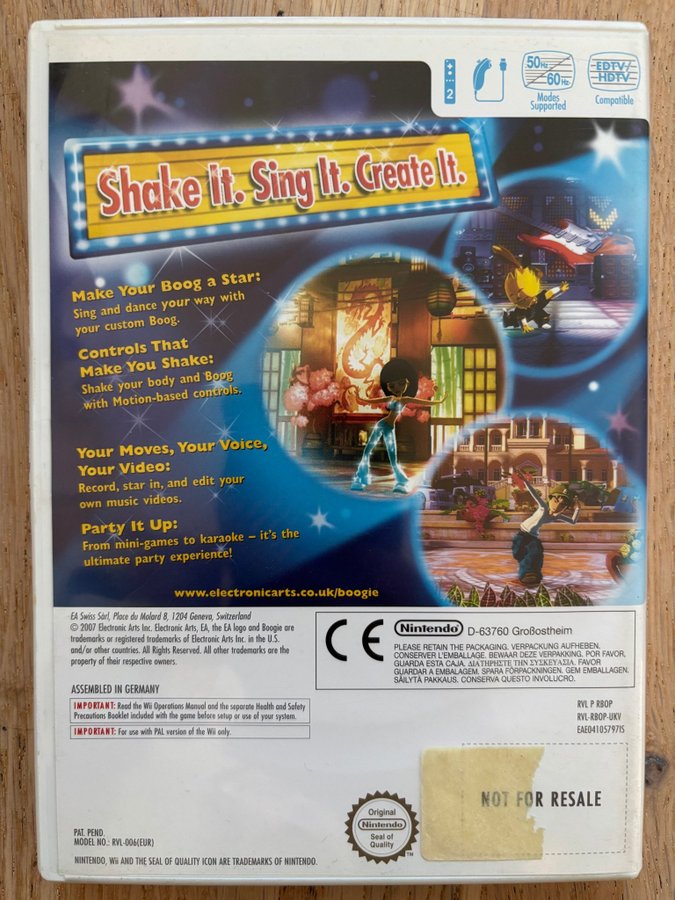 2
50Hz
60Hz
Modes
Supported
EDTV/
HDTV
Compatible
Shake It. Sing It. Create It.
Make Your Boog a Star:
Sing and dance your way with
your custom Boog.
Controls That
Make You Shake:
Shake your body and Boog
with Motion-based controls.
Your Moves, Your Voice,
Your Video:
Record, star in, and edit your
own music videos.
Party It Up:
From mini-games to karaoke – it's the
ultimate party experience!
www.electronicarts.co.uk/boogie
EA Swiss Sàrl, Place du Molard 8, 1204 Geneva, Switzerland
© 2007 Electronic Arts Inc. Electronic Arts, EA, the EA logo and Boogie are
trademarks or registered trademarks of Electronic Arts Inc. in the U.S.
and/or other countries. All Rights Reserved. All other trademarks are the
property of their respective owners.
ASSEMBLED IN GERMANY
IMPORTANT: Read the Wii Operations Manual and the separate Health and Safety
Precautions Booklet included with the game before setup or use of your system.
IMPORTANT: For use with PAL version of the Wii only.
CE
Nintendo D-63760 Großostheim
PLEASE RETAIN THE PACKAGING. VERPACKUNG AUFHEBEN.
CONSERVER L'EMBALLAGE. BEWAAR DEZE VERPAKKING. POR FAVOR,
GUARDA ESTA CAJA. ΔΙΑΤΗΡΗΣΤΕ ΤΗΝ ΣΥΣΚΕΥΑΣΙΑ. FAVOR
GUARDAR A EMBALAGEM. SPARA FÖRPACKNINGEN. GEM EMBALLAGEN.
SÄILYTÄ PAKKAUS. CONSERVA QUESTO INVOLUCRO.
RVL P RBOP
RVL-RBOP-UKV
EAE04105797IS
NOT FOR RESALE
Original
Nintendo
Seal of
Quality
TM
PAT. PEND.
MODEL NO.: RVL-006(EUR)
NINTENDO, Wii AND THE SEAL OF QUALITY ICON ARE TRADEMARKS OF NINTENDO.